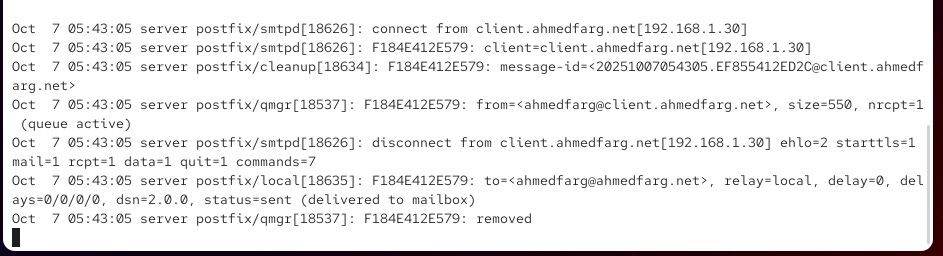 Oct  7 05:43:05 server postfix/smtpd[18626]: connect from client.ahmedfarg.net[192.168.1.30]
Oct  7 05:43:05 server postfix/smtpd[18626]: F184E412E579: client=client.ahmedfarg.net[192.168.1.30]
Oct  7 05:43:05 server postfix/cleanup[18634]: F184E412E579: message-id=<20251007054305.EF855412ED2C@client.ahmedf
arg.net>
Oct  7 05:43:05 server postfix/qmgr[18537]: F184E412E579: from=<ahmedfarg@client.ahmedfarg.net>, size=550, nrcpt=1
 (queue active)
Oct  7 05:43:05 server postfix/smtpd[18626]: disconnect from client.ahmedfarg.net[192.168.1.30] ehlo=2 starttls=1
mail=1 rcpt=1 data=1 quit=1 commands=7
Oct  7 05:43:05 server postfix/local[18635]: F184E412E579: to=<ahmedfarg@ahmedfarg.net>, relay=local, delay=0, del
ays=0/0/0/0, dsn=2.0.0, status=sent (delivered to mailbox)
Oct  7 05:43:05 server postfix/qmgr[18537]: F184E412E579: removed